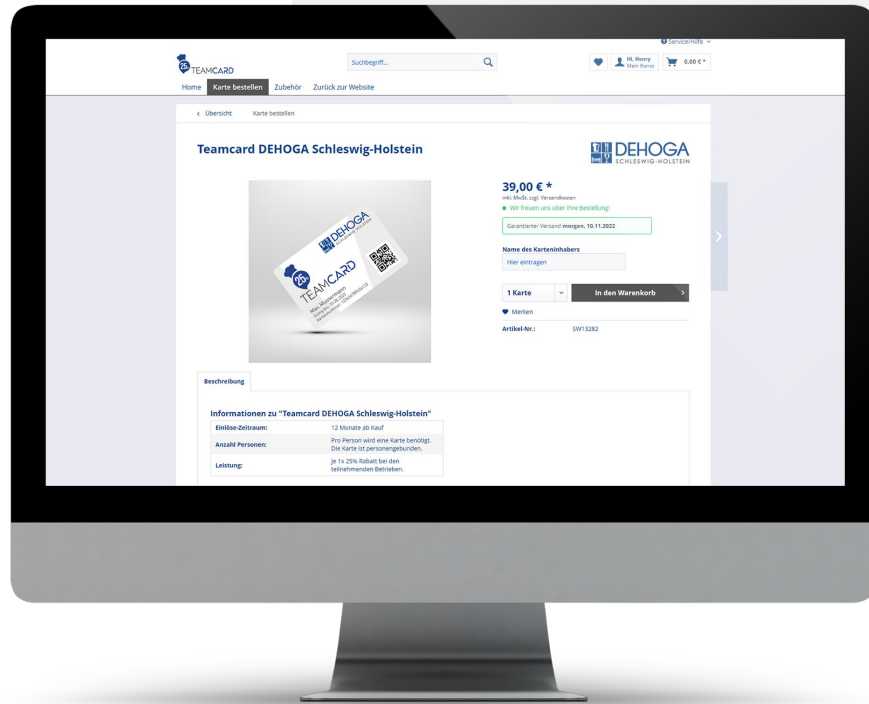 Service/Hilfe
25%
TEAMCARD
Suchbegriff...
Hi, Henry
Mein Konto
0,00 € *
Home Karte bestellen Zubehör Zurück zur Website
Übersicht Karte bestellen
Teamcard DEHOGA Schleswig-Holstein
DEHOGA
SCHLESWIG-HOLSTEIN
DEHOGA
SCHLESWIG-HOLSTEIN
25%
TEAMCARD
Max Mustermann
39,00 € *
inkl. MwSt. zzgl. Versandkosten
Wir freuen uns über Ihre Bestellung!
Garantierter Versand morgen, 10.11.2022
Name des Karteninhabers
Hier eintragen
1 Karte In den Warenkorb
Merken
Artikel-Nr.: SW13282
Beschreibung
Informationen zu "Teamcard DEHOGA Schleswig-Holstein"
Einlöse-Zeitraum: 12 Monate ab Kauf
Anzahl Personen: Pro Person wird eine Karte benötigt.
Die Karte ist personengebunden.
Leistung: Je 1x 25% Rabatt bei den
teilnehmenden Betrieben.